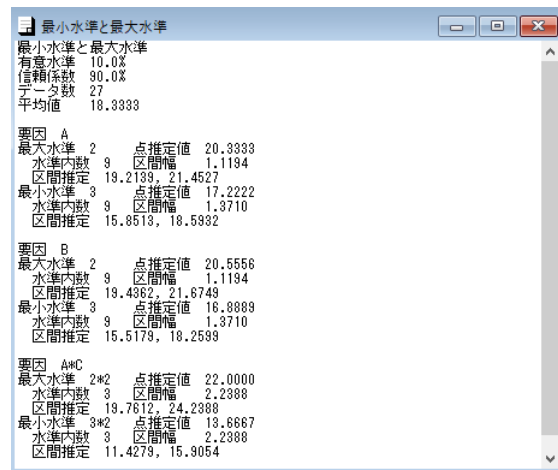 最小水準と最大水準
最小水準と最大水準
有意水準 10.0%
信頼係数 90.0%
データ数 27
平均値 18.3333
要因 A
最大水準 2 点推定値 20.3333
水準内数 9 区間幅 1.1194
区間推定 19.2139, 21.4527
最小水準 3 点推定値 17.2222
水準内数 9 区間幅 1.3710
区間推定 15.8513, 18.5932
要因 B
最大水準 2 点推定値 20.5556
水準内数 9 区間幅 1.1194
区間推定 19.4362, 21.6749
最小水準 3 点推定値 16.8889
水準内数 9 区間幅 1.3710
区間推定 15.5179, 18.2599
要因 A*C
最大水準 2*2 点推定値 22.0000
水準内数 3 区間幅 2.2388
区間推定 19.7612, 24.2388
最小水準 3*2 点推定値 13.6667
水準内数 3 区間幅 2.2388
区間推定 11.4279, 15.9054